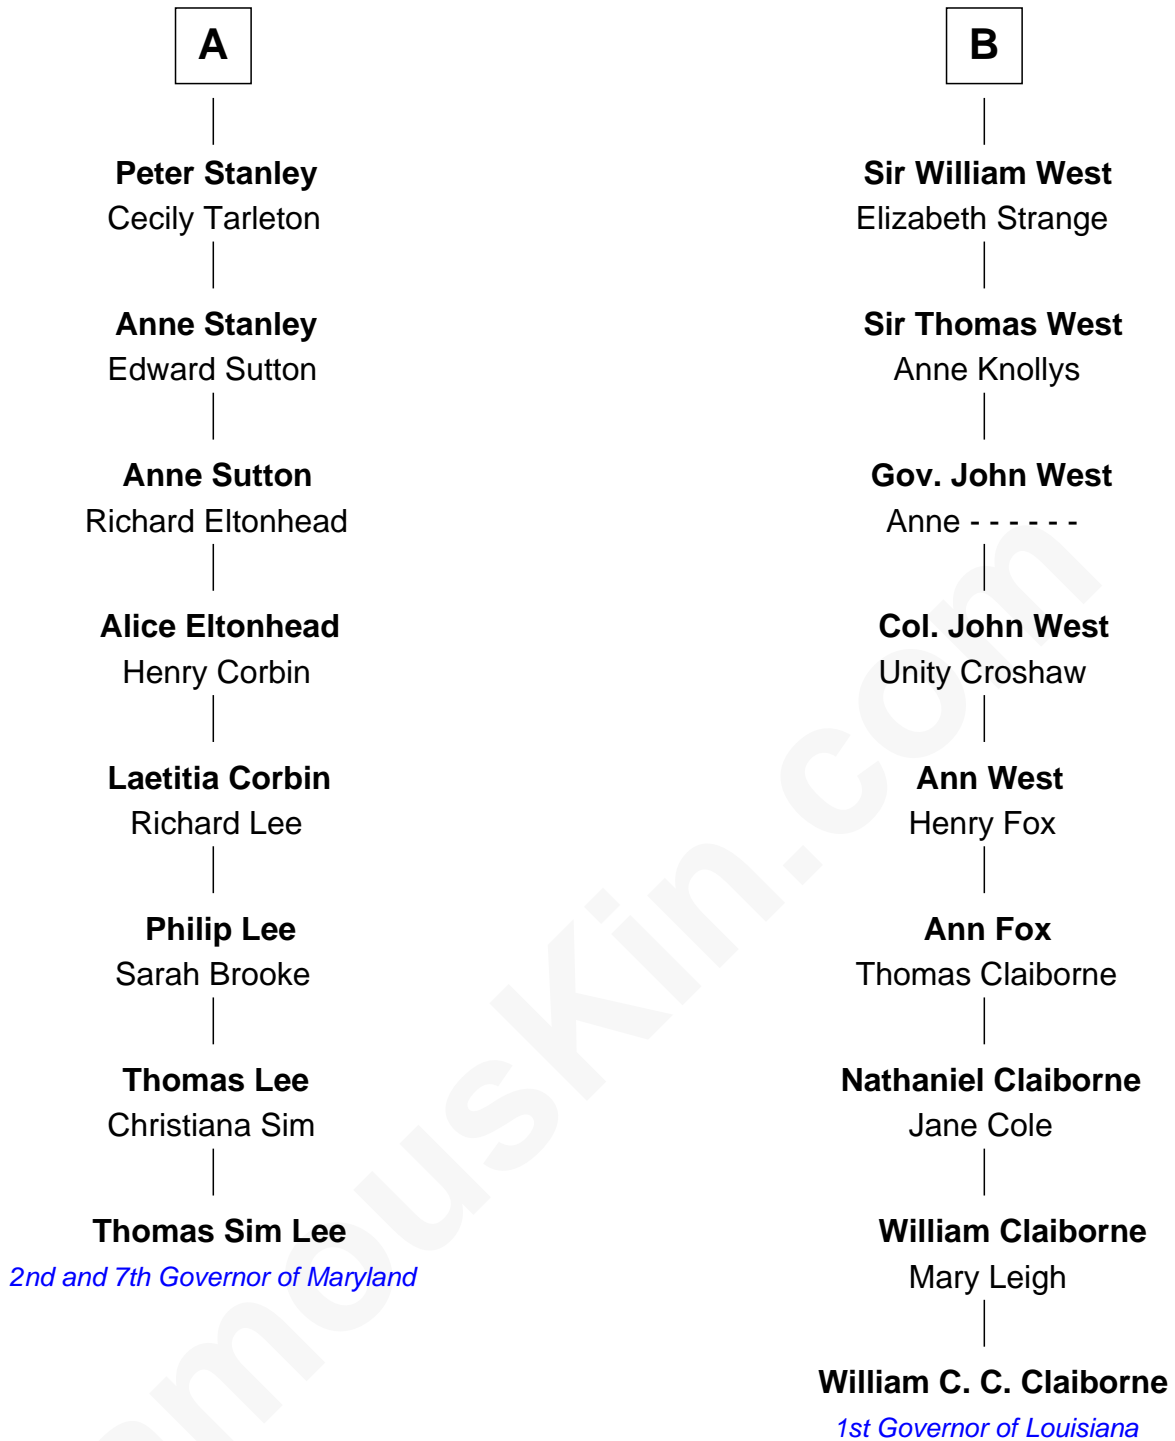 A
Peter Stanley
Cecily Tarleton
Anne Stanley
Edward Sutton
Anne Sutton
Richard Eltonhead
Alice Eltonhead
Henry Corbin
Laetitia Corbin
Richard Lee
Philip Lee
Sarah Brooke
Thomas Lee
Christiana Sim
Thomas Sim Lee
2nd and 7th Governor of Maryland
B
Sir William West
Elizabeth Strange
Sir Thomas West
Anne Knollys
Gov. John West
Anne - - - - - -
Col. John West
Unity Croshaw
Ann West
Henry Fox
Ann Fox
Thomas Claiborne
Nathaniel Claiborne
Jane Cole
William Claiborne
Mary Leigh
William C. C. Claiborne
1st Governor of Louisiana
amousKin.com